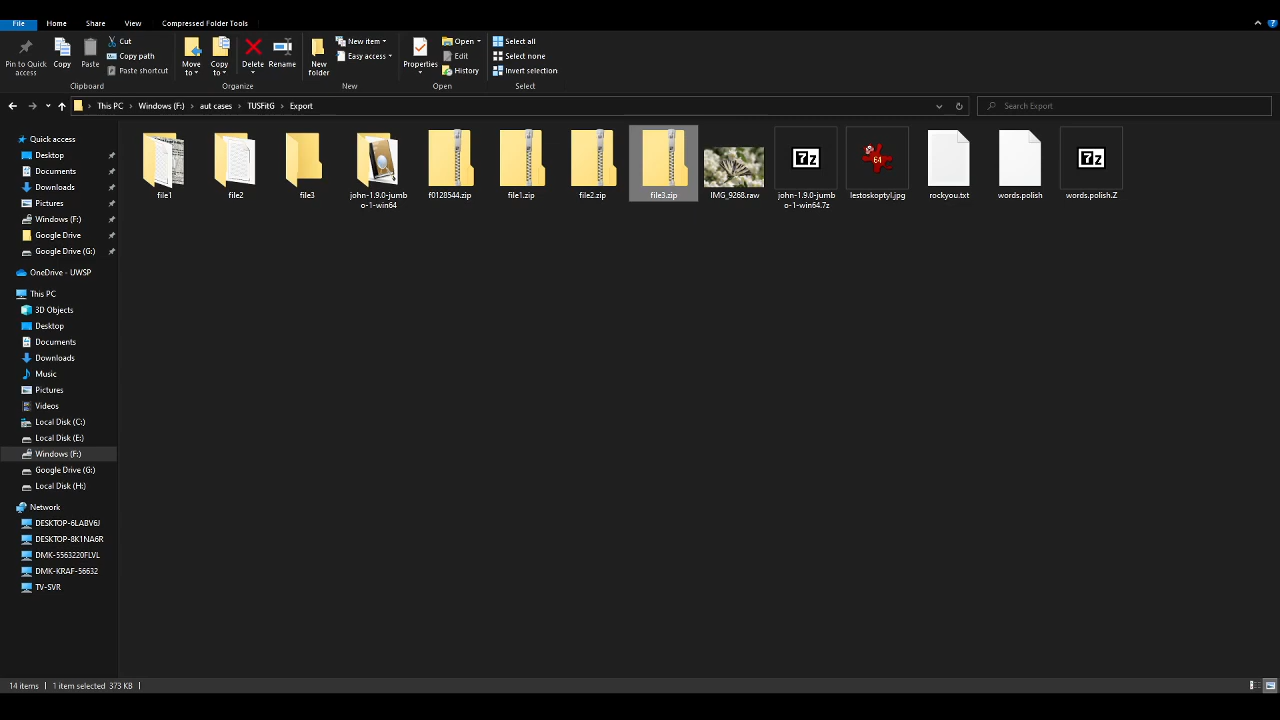 File Home Share View Compressed Folder Tools
Pin to Quick access
Copy
Paste
Cut
Copy path
Paste shortcut
Clipboard
Move to
Copy to
Delete
Rename
Organize
New folder
New item
Easy access
New
Properties
Open
Edit
History
Open
Select all
Select none
Invert selection
Select
This PC > Windows (F:) > aut cases > TUSFitG > Export
Search Export
Quick access
Desktop
Documents
Downloads
Pictures
Windows (F:)
Google Drive
Google Drive (G:)
OneDrive - UWSP
This PC
3D Objects
Desktop
Documents
Downloads
Music
Pictures
Videos
Local Disk (C:)
Local Disk (E:)
Windows (F:)
Google Drive (G:)
Local Disk (H:)
Network
DESKTOP-6LABV6J
DESKTOP-8K1NA6R
DMK-5563220FLVL
DMK-KRAF-56632
TV-SVR
file1
file2
file3
john-1.9.0-jumb
o-1-win64
f0128544.zip
file1.zip
file2.zip
file3.zip
IMG_9268.raw
7z
john-1.9.0-jumb
o-1-win64.7z
64
lestoskoptyl.jpg
rockyou.txt
words.polish
7z
words.polish.Z
14 items 1 item selected 373 KB